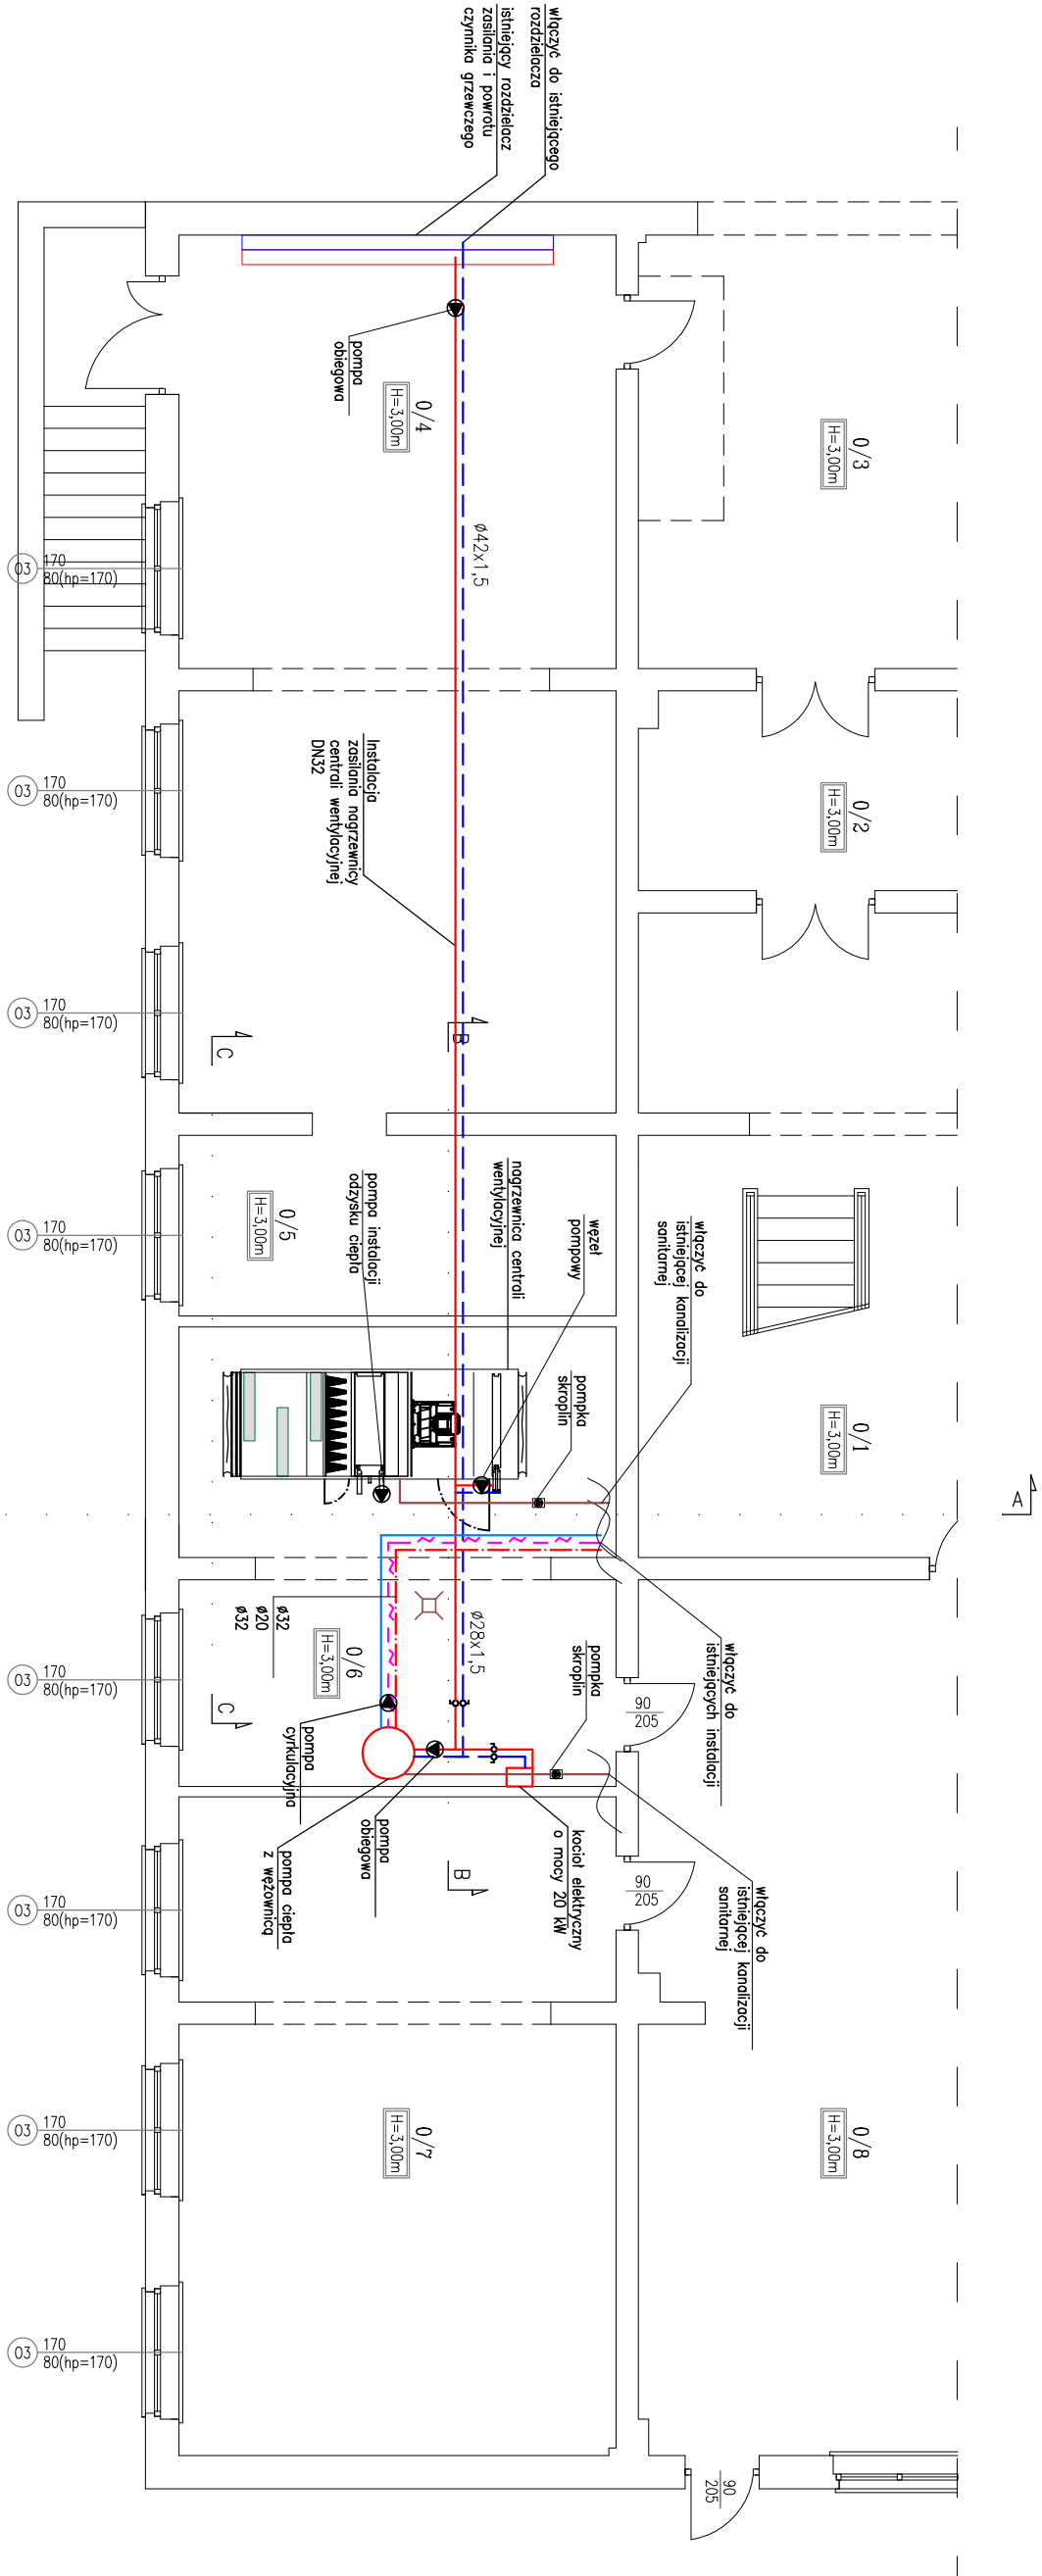 włączyć do istniejącego
rozdzielacza
istniejący rozdzielacz
zasilania i powrotu
czynnika grzewczego
pompa
obiegowa
0/4
H=3,00m
0/3
H=3,00m
ø42x1,5
03
170
80(hp=170)
Instalacja
zasilania nagrzewnicy
centrali wentylacyjnej
DN32
0/2
H=3,00m
03
170
80(hp=170)
03
170
80(hp=170)
C
B
nagrzewnica centrali
wentylacyjnej
pompa instalacji
odzysku ciepła
węzeł
pompowy
włączyć do
istniejącej kanalizacji
sanitarnej
0/5
H=3,00m
03
170
80(hp=170)
pompka
skroplin
0/1
H=3,00m
A
ø32
ø20
ø32
0/6
H=3,00m
ø28x1,5
pompka
skroplin
włączyć do
istniejących instalacji
90
205
03
170
80(hp=170)
C
pompa
cyrkulacyjna
pompa ciepła
z wężownicą
pompa
obiegowa
B
kocioł elektryczny
o mocy 20 kW
90
205
włączyć do
istniejącej kanalizacji
sanitarnej
03
170
80(hp=170)
0/7
H=3,00m
0/8
H=3,00m
03
170
80(hp=170)
03
170
80(hp=170)
90
205